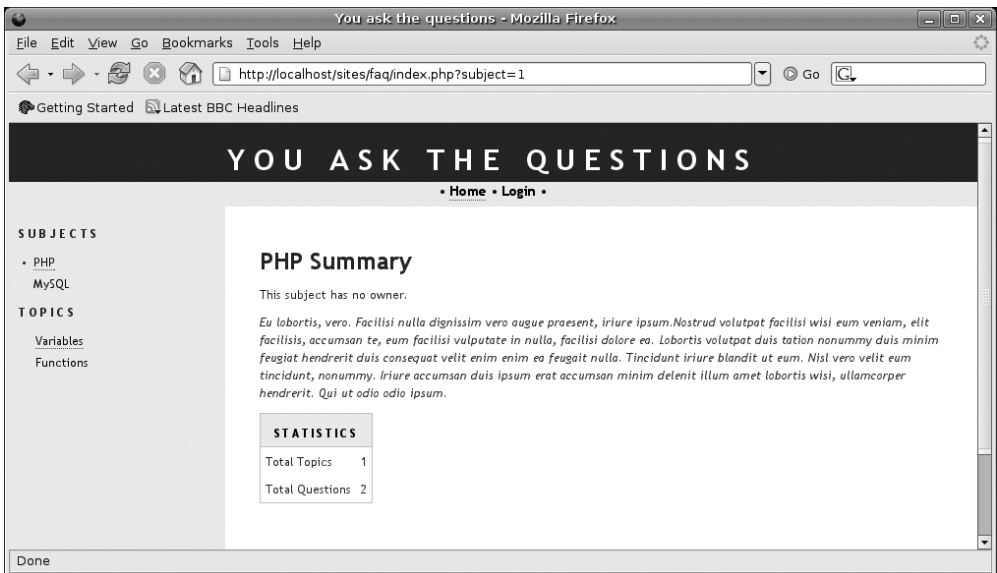 You ask the questions - Mozilla Firefox
File Edit View Go Bookmarks Tools Help
http://localhost/sites/faq/index.php?subject=1
Go
G
Getting Started Latest BBC Headlines
YOU ASK THE QUESTIONS
• Home • Login •
SUBJECTS
• PHP
MySQL
TOPICS
Variables
Functions
PHP Summary
This subject has no owner.
Eu lobortis, vero. Facilisi nulla dignissim vero augue praesent, iriure ipsum.Nostrud volutpat facilisi wisi eum veniam, elit
facilisis, accumsan te, eum facilisi vulputate in nulla, facilisi dolore ea. Lobortis volutpat duis tation nonummy duis minim
feugiat hendrerit duis consequat velit enim enim ea feugait nulla. Tincidunt iriure blandit ut eum. Nisl vero velit eum
tincidunt, nonummy. Iriure accumsan duis ipsum erat accumsan minim delenit illum amet lobortis wisi, ullamcorper
hendrerit. Qui ut odio odio ipsum.
STATISTICS
Total Topics 1
Total Questions 2
Done